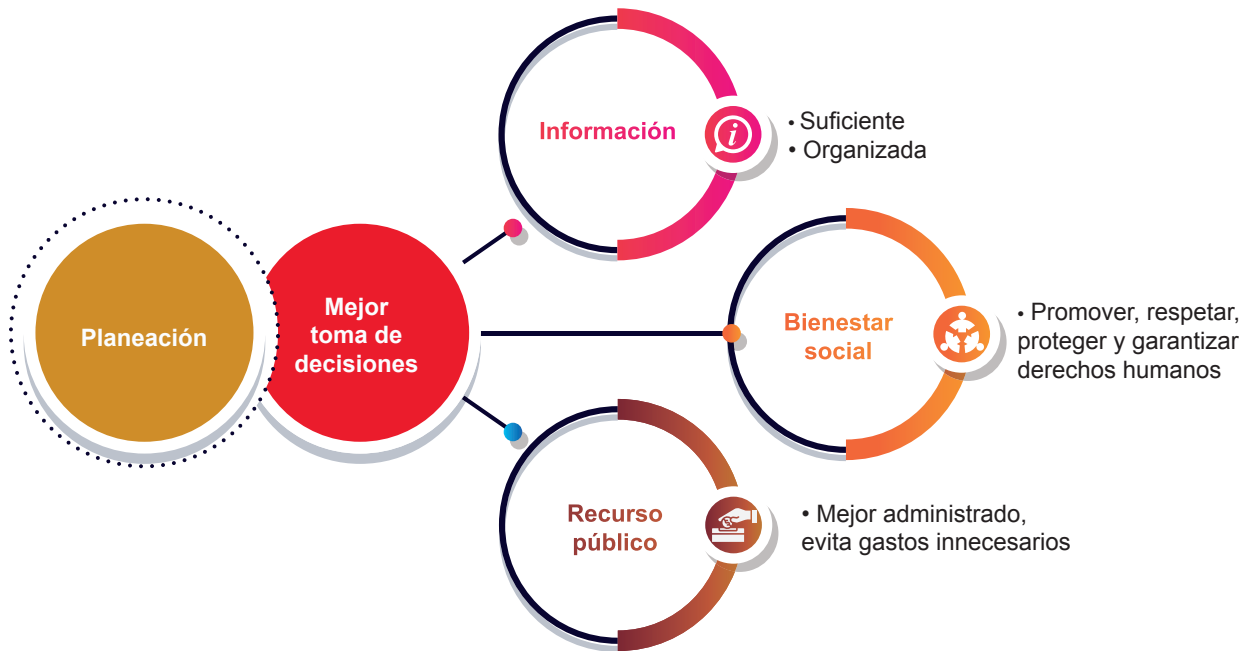 Planeación
Mejor
toma de
decisiones
Información
• Suficiente
• Organizada
Bienestar
social
• Promover, respetar,
proteger y garantizar
derechos humanos
Recurso
público
• Mejor administrado,
evita gastos innecesarios